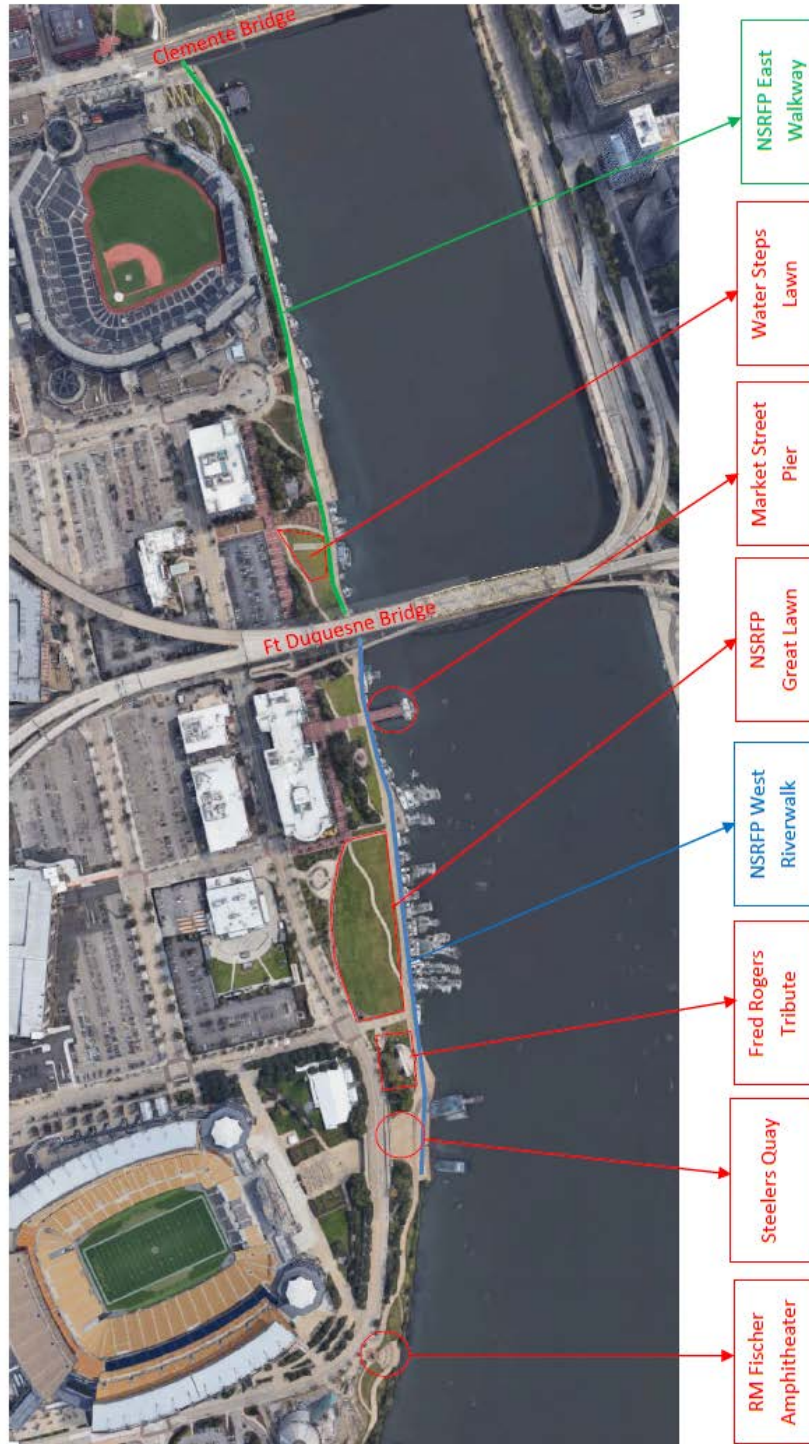 Clemente Bridge
Ft Duquesne Bridge
RM Fischer
Amphitheater
Steelers Quay
Fred Rogers
Tribute
NSRFP West
Riverwalk
NSRFP
Great Lawn
Market Street
Pier
Water Steps
Lawn
NSRFP East
Walkway